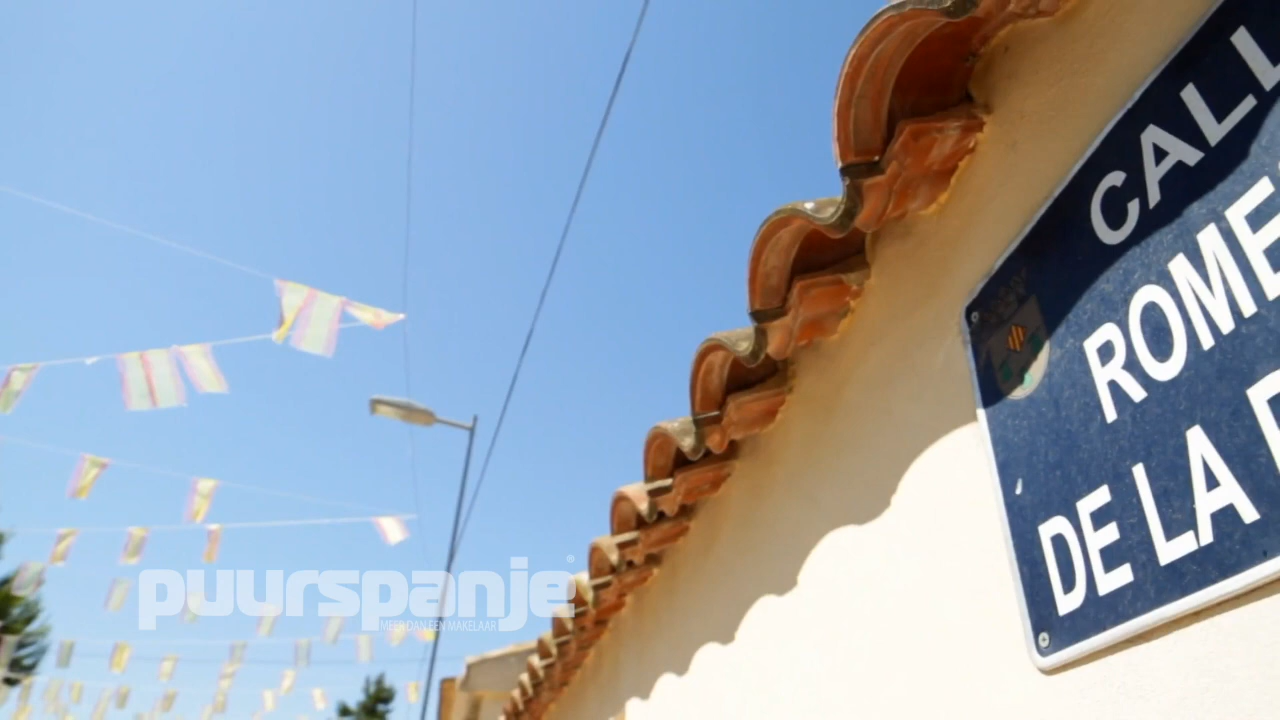 CALL
ROME
DE LA
puurspanje®
MEER DAN EEN MAKELAAR